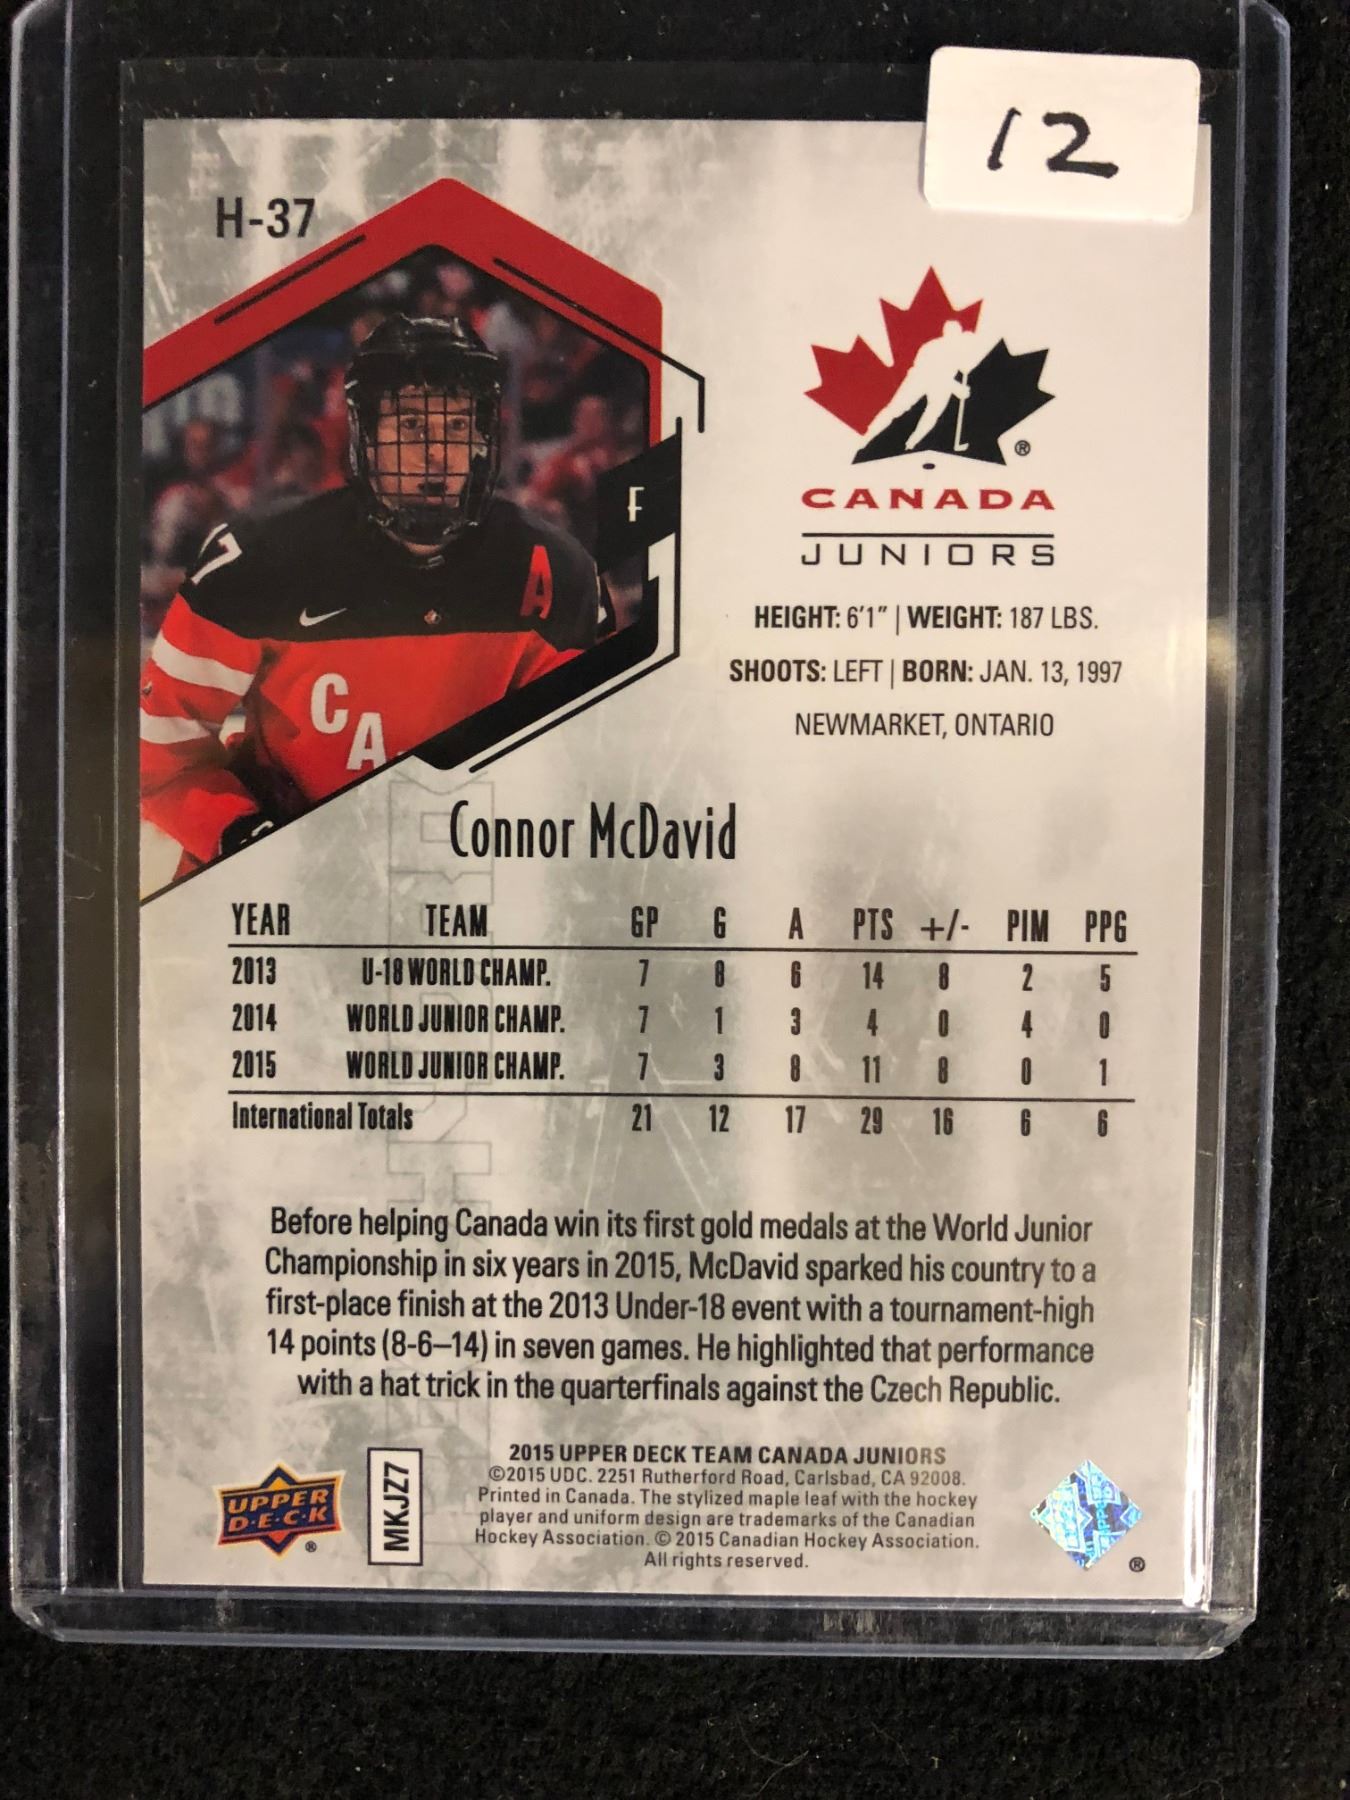 12
H-37
F
7
A
CA
®
CANADA
JUNIORS
HEIGHT: 6'1" | WEIGHT: 187 LBS.
SHOOTS: LEFT | BORN: JAN. 13, 1997
NEWMARKET, ONTARIO
Connor McDavid
YEAR TEAM GP G A PTS +/- PIM PPG
2013 U-18 WORLD CHAMP. 7 8 6 14 8 2 5
2014 WORLD JUNIOR CHAMP. 7 1 3 4 0 4 0
2015 WORLD JUNIOR CHAMP. 7 3 8 11 8 0 1
International Totals 21 12 17 29 16 6 6
Before helping Canada win its first gold medals at the World Junior
Championship in six years in 2015, McDavid sparked his country to a
first-place finish at the 2013 Under-18 event with a tournament-high
14 points (8-6—14) in seven games. He highlighted that performance
with a hat trick in the quarterfinals against the Czech Republic.
UPPER
D·E·C·K
®
MKJZ7
2015 UPPER DECK TEAM CANADA JUNIORS
©2015 UDC. 2251 Rutherford Road, Carlsbad, CA 92008.
Printed in Canada. The stylized maple leaf with the hockey
player and uniform design are trademarks of the Canadian
Hockey Association. © 2015 Canadian Hockey Association.
All rights reserved.
®